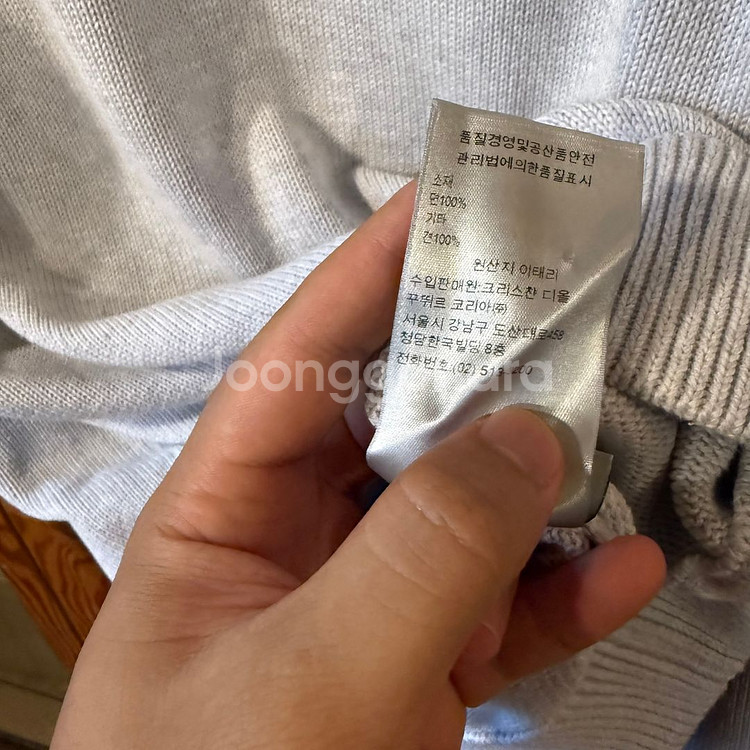 품질경영및공산품안전
관리법에의한품질표시
소재
면100%
기타
견100%
원산지 이태리
수입판매원:크리스챤 디올
꾸뛰르 코리아㈜
서울시 강남구 도산대로458
청담한국빌딩 8층
전화번호.(02) 513